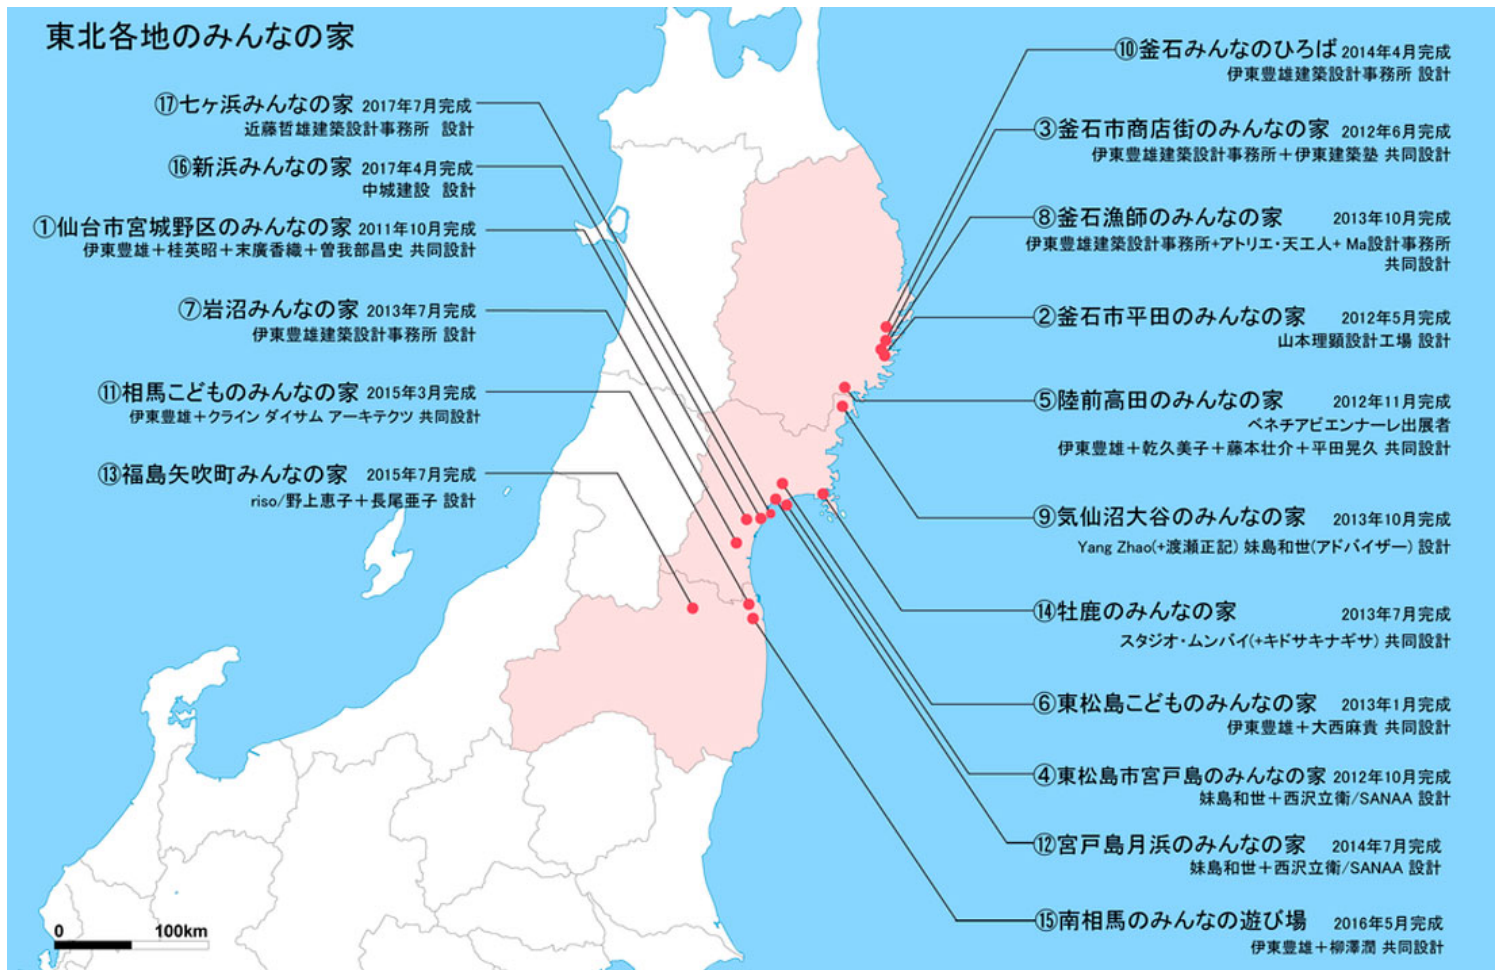 東北各地のみんなの家
⑰七ヶ浜みんなの家 2017年7月完成
近藤哲雄建築設計事務所 設計
⑯新浜みんなの家 2017年4月完成
中城建設 設計
①仙台市宮城野区のみんなの家 2011年10月完成
伊東豊雄＋桂英昭＋末廣香織＋曽我部昌史 共同設計
⑦岩沼みんなの家 2013年7月完成
伊東豊雄建築設計事務所 設計
⑪相馬こどものみんなの家 2015年3月完成
伊東豊雄＋クライン ダイサム アーキテクツ 共同設計
⑬福島矢吹町みんなの家 2015年7月完成
riso/野上恵子＋長尾亜子 設計
⑩釜石みんなのひろば 2014年4月完成
伊東豊雄建築設計事務所 設計
③釜石市商店街のみんなの家 2012年6月完成
伊東豊雄建築設計事務所＋伊東建築塾 共同設計
⑧釜石漁師のみんなの家 2013年10月完成
伊東豊雄建築設計事務所+アトリエ・天工人+ Ma設計事務所
共同設計
②釜石市平田のみんなの家 2012年5月完成
山本理顕設計工場 設計
⑤陸前高田のみんなの家 2012年11月完成
ベネチアビエンナーレ出展者
伊東豊雄＋乾久美子＋藤本壮介＋平田晃久 共同設計
⑨気仙沼大谷のみんなの家 2013年10月完成
Yang Zhao(+渡瀬正記) 妹島和世(アドバイザー) 設計
⑭牡鹿のみんなの家 2013年7月完成
スタジオ・ムンバイ(+キドサキナギサ) 共同設計
⑥東松島こどものみんなの家 2013年1月完成
伊東豊雄＋大西麻貴 共同設計
④東松島市宮戸島のみんなの家 2012年10月完成
妹島和世＋西沢立衛/SANAA 設計
⑫宮戸島月浜のみんなの家 2014年7月完成
妹島和世＋西沢立衛/SANAA 設計
⑮南相馬のみんなの遊び場 2016年5月完成
伊東豊雄＋柳澤潤 共同設計
0 100km